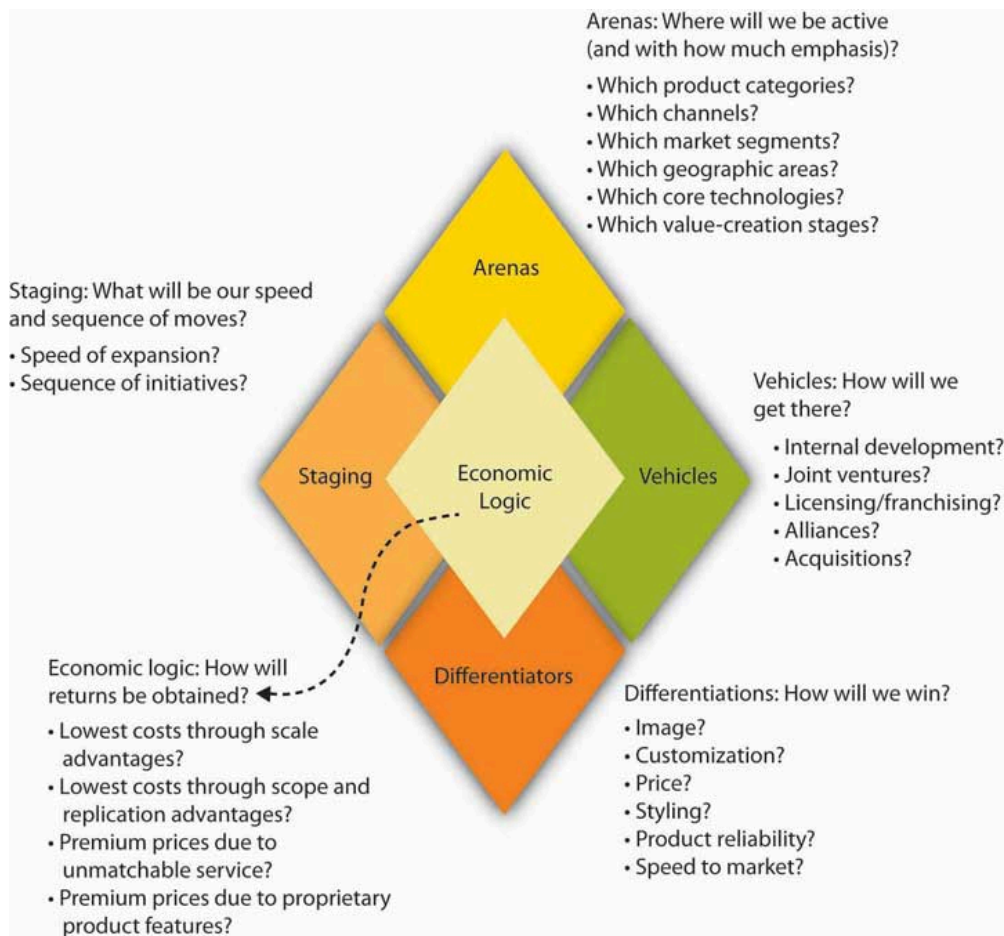 Arenas: Where will we be active
(and with how much emphasis)?
• Which product categories?
• Which channels?
• Which market segments?
• Which geographic areas?
• Which core technologies?
• Which value-creation stages?
Arenas
Staging: What will be our speed
and sequence of moves?
• Speed of expansion?
• Sequence of initiatives?
Vehicles: How will we
get there?
• Internal development?
• Joint ventures?
• Licensing/franchising?
• Alliances?
• Acquisitions?
Staging
Economic
Logic
Vehicles
Economic logic: How will
returns be obtained?
• Lowest costs through scale
advantages?
• Lowest costs through scope and
replication advantages?
• Premium prices due to
unmatchable service?
• Premium prices due to proprietary
product features?
Differentiators
Differentiations: How will we win?
• Image?
• Customization?
• Price?
• Styling?
• Product reliability?
• Speed to market?